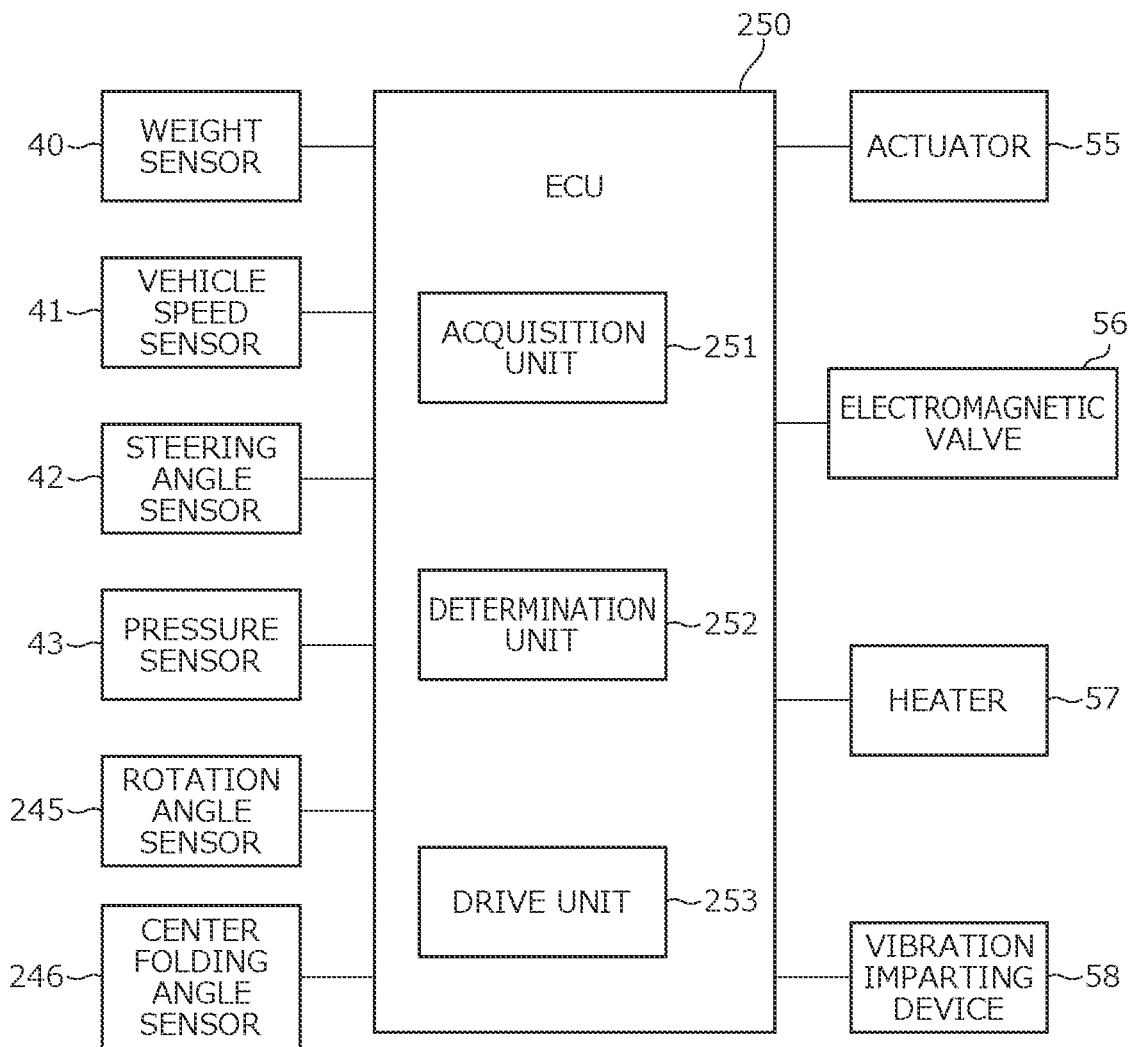 250
40
WEIGHT
SENSOR
41
VEHICLE
SPEED
SENSOR
42
STEERING
ANGLE
SENSOR
43
PRESSURE
SENSOR
245
ROTATION
ANGLE
SENSOR
246
CENTER
FOLDING
ANGLE
SENSOR
ECU
ACQUISITION
UNIT
251
DETERMINATION
UNIT
252
DRIVE UNIT
253
ACTUATOR
55
56
ELECTROMAGNETIC
VALVE
HEATER
57
VIBRATION
IMPARTING
DEVICE
58